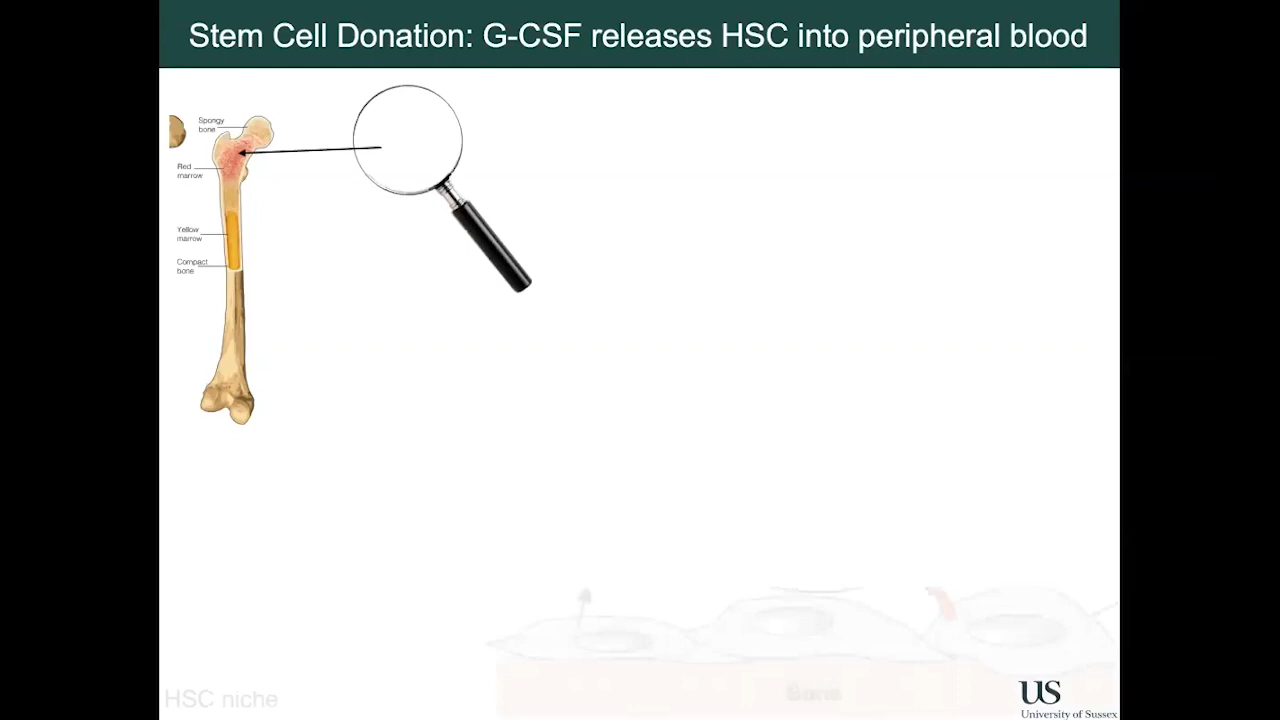 Stem Cell Donation: G-CSF releases HSC into peripheral blood
Spongy
bone
Red
marrow
Yellow
marrow
Compact
bone
HSC niche
Bone
US
University of Sussex